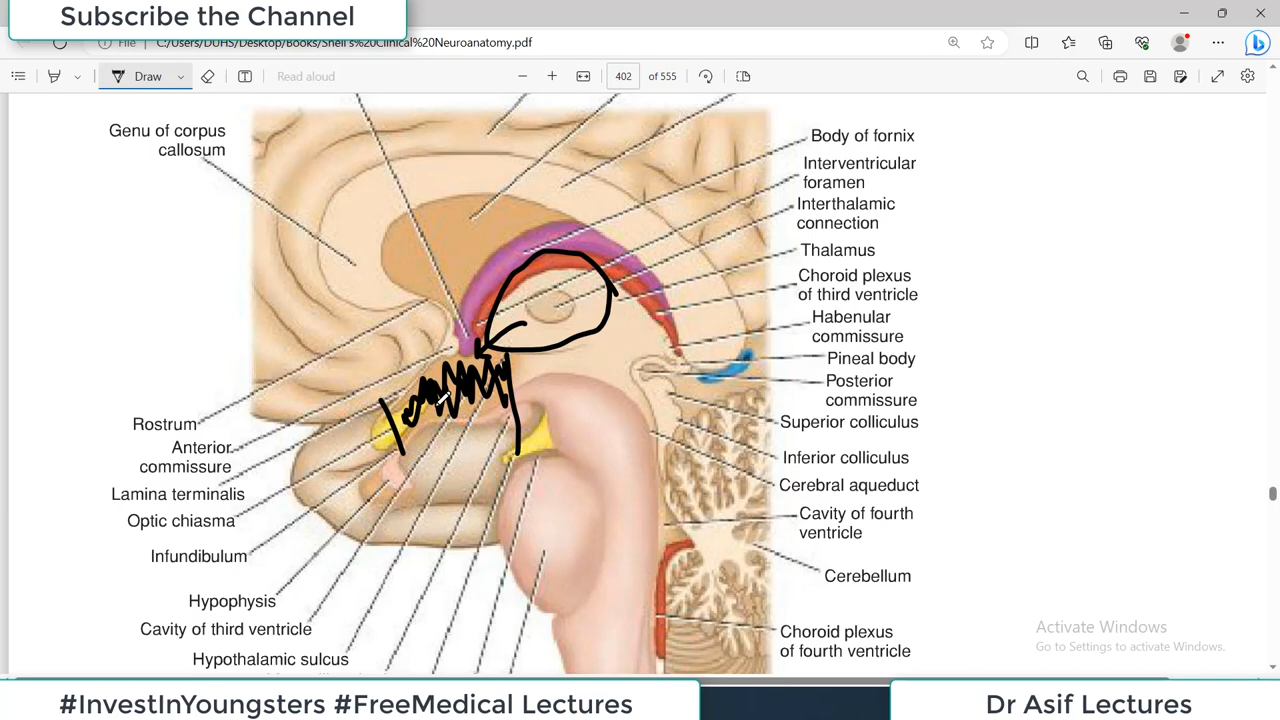 Subscribe the Channel
File
C:/Users/DUHS/Desktop/Books/Snell's%20Clinical%20Neuroanatomy.pdf
Draw
Read aloud
402
of 555
Genu of corpus
callosum
Body of fornix
Interventricular
foramen
Interthalamic
connection
Thalamus
Choroid plexus
of third ventricle
Habenular
commissure
Pineal body
Posterior
commissure
Superior colliculus
Inferior colliculus
Cerebral aqueduct
Cavity of fourth
ventricle
Cerebellum
Choroid plexus
of fourth ventricle
Rostrum
Anterior
commissure
Lamina terminalis
Optic chiasma
Infundibulum
Hypophysis
Cavity of third ventricle
Hypothalamic sulcus
Activate Windows
Go to Settings to activate Windows.
#InvestInYoungsters #FreeMedical Lectures
Dr Asif Lectures